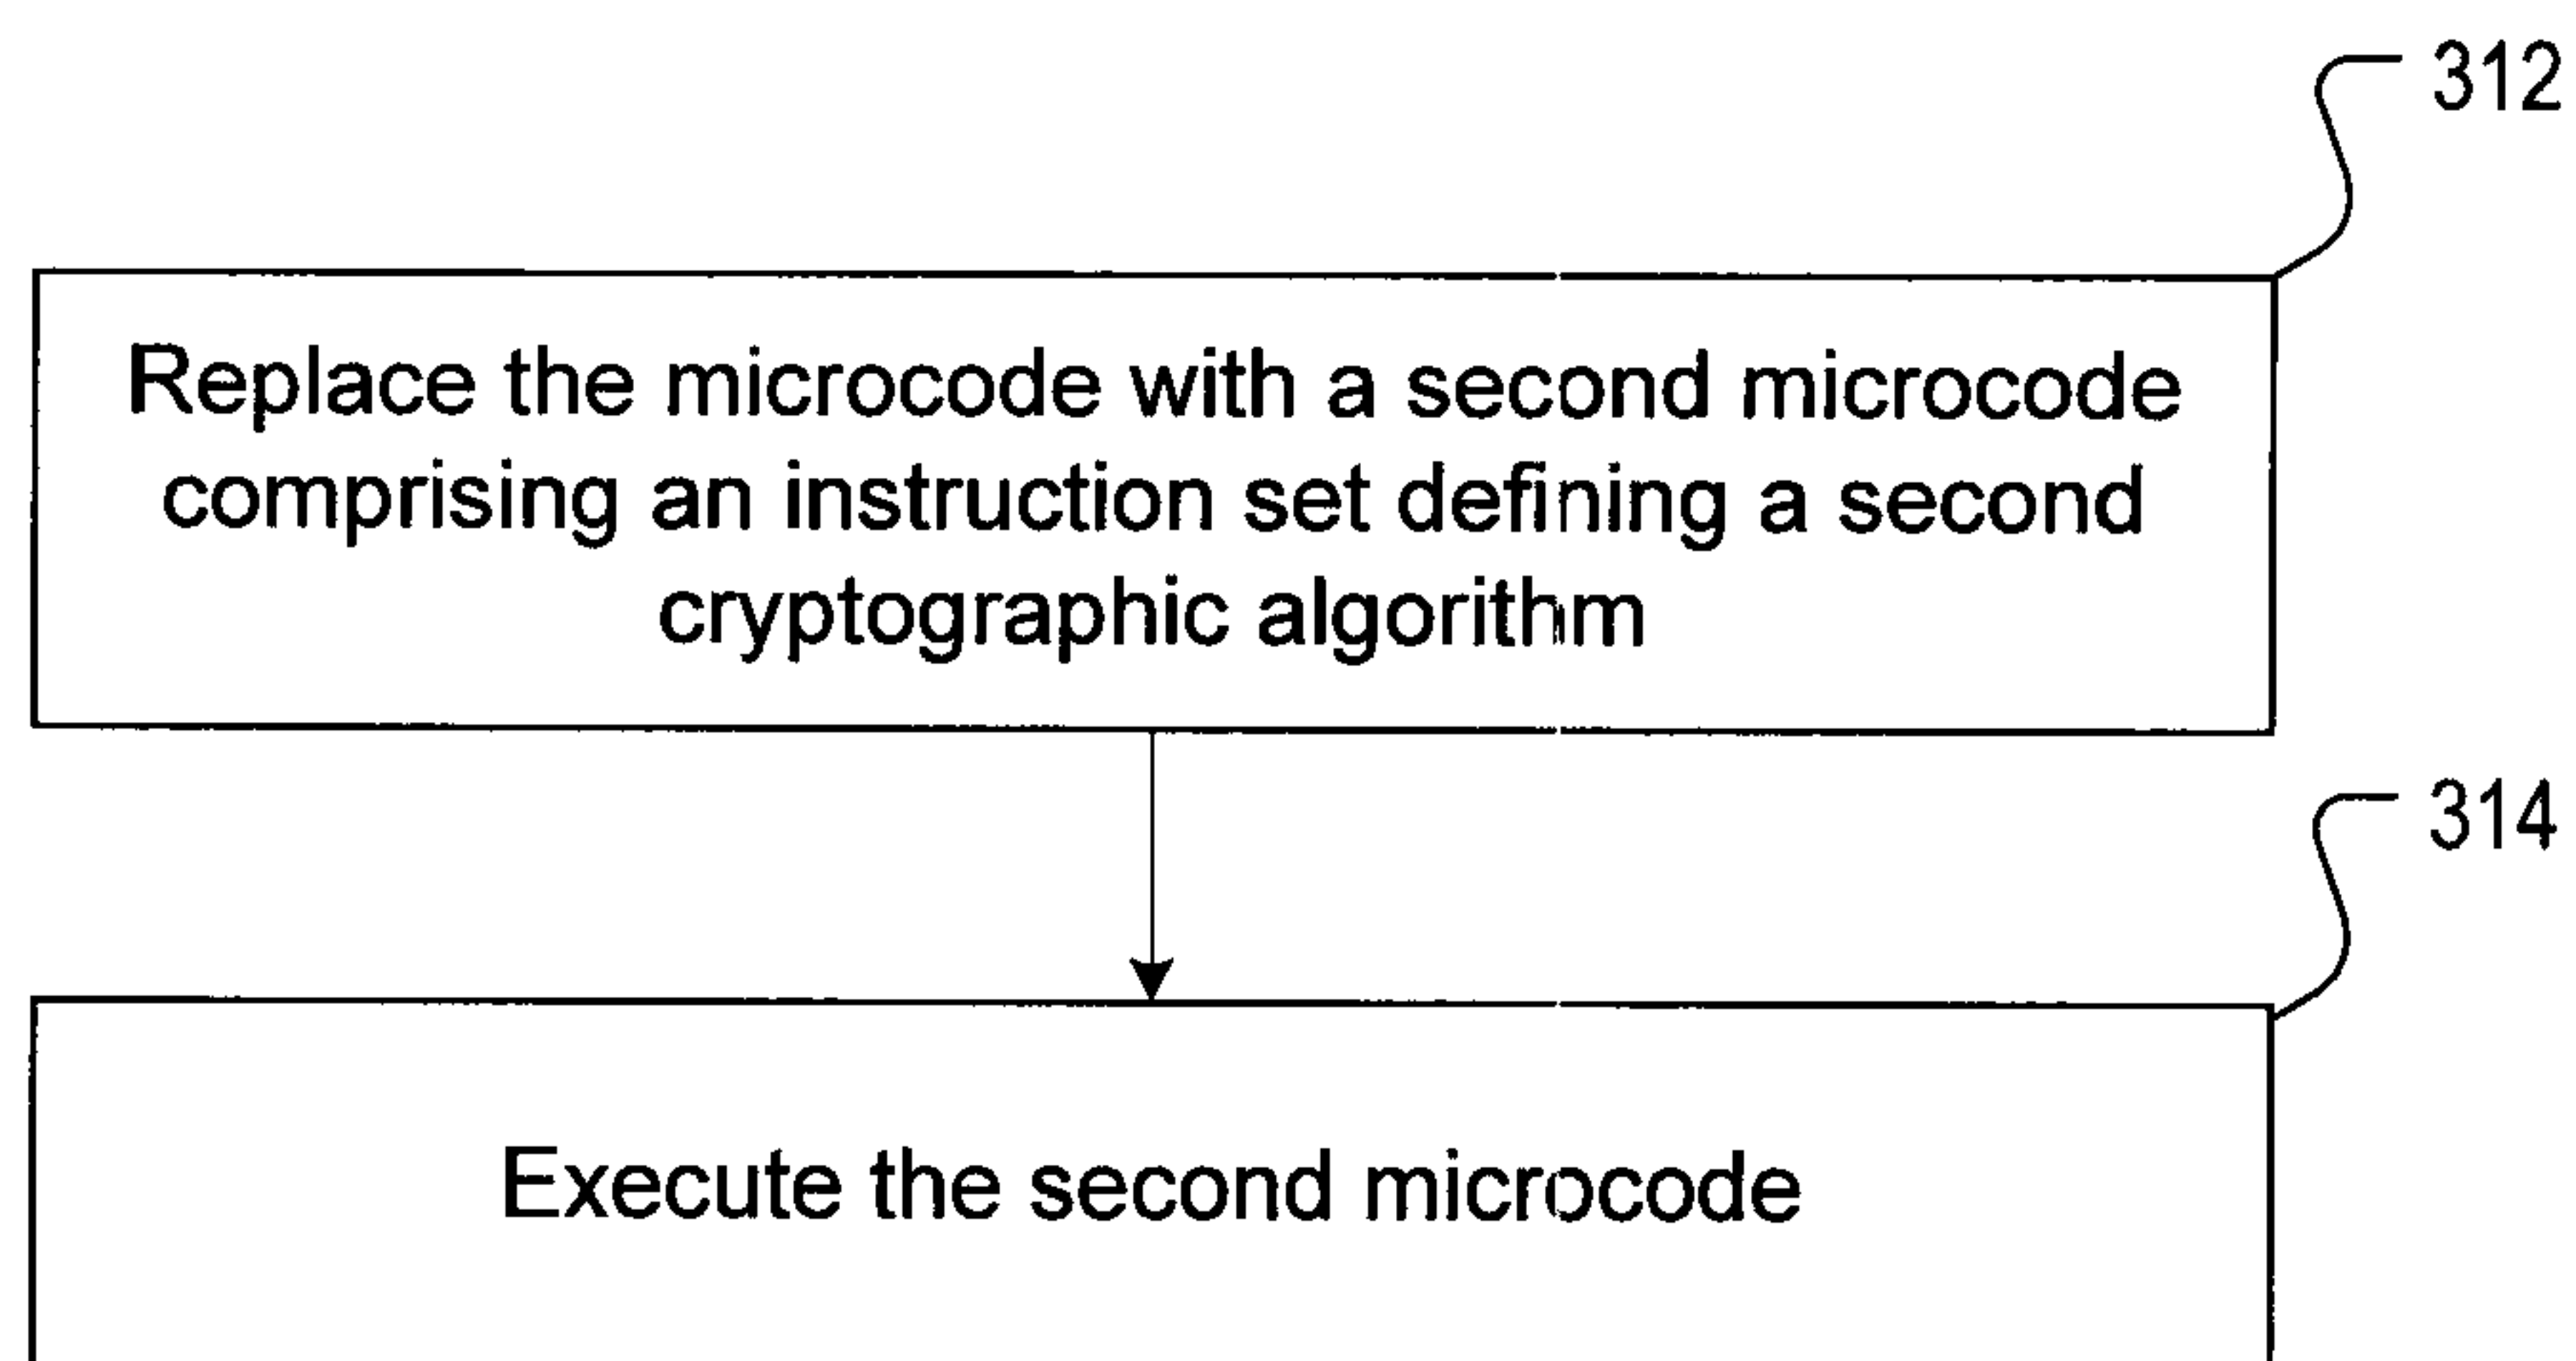 312
Replace the microcode with a second microcode
comprising an instruction set defining a second
cryptographic algorithm
314
Execute the second microcode